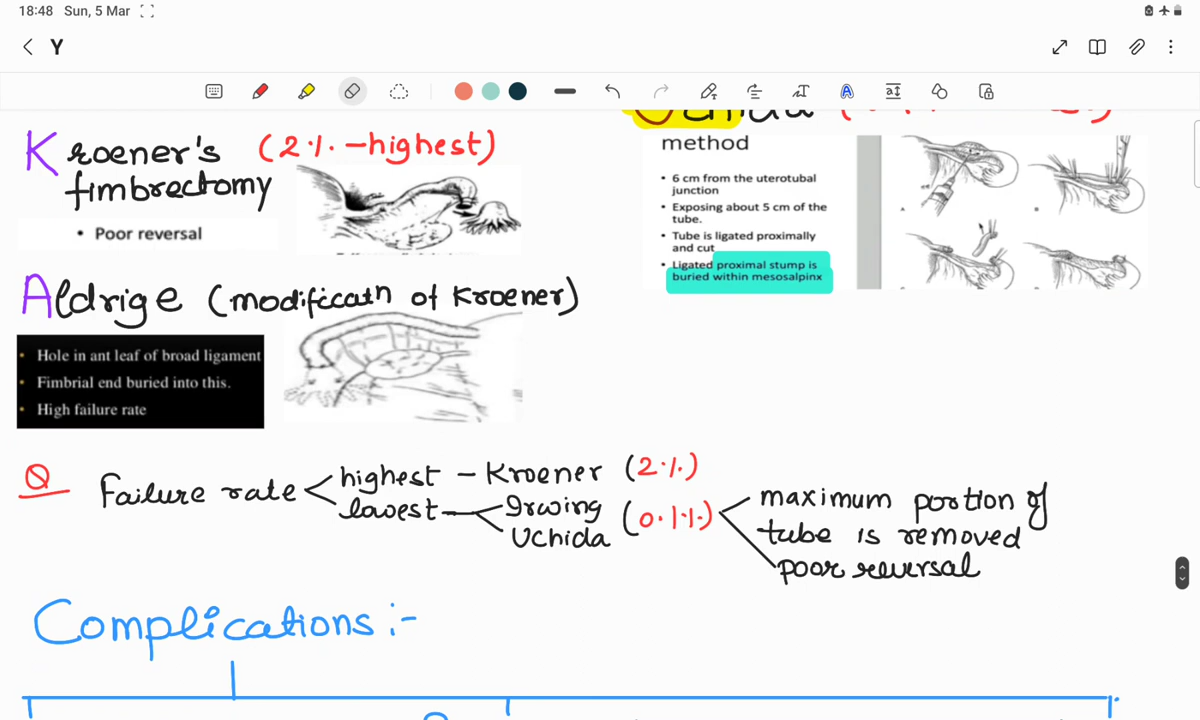 18:48 Sun, 5 Mar
Y
Kroener's (2%-highest)
fimbrectomy
• Poor reversal
method
• 6 cm from the uterotubal
junction
• Exposing about 5 cm of the
tube.
• Tube is ligated proximally
and cut
• Ligated proximal stump is
buried within mesosalpinx
Aldrige (modificatn of Kroener)
• Hole in ant leaf of broad ligament
• Fimbrial end buried into this.
• High failure rate
Q Failure rate
highest - Kroener (2%)
lowest
Irwing
Uchida
(0.1%)
maximum portion of
tube is removed
poor reversal
Complications :-